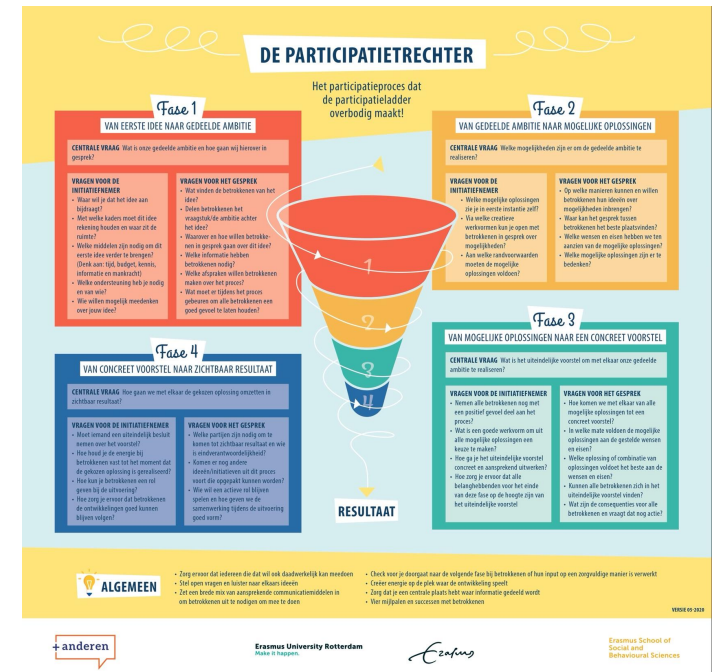 DE PARTICIPATIETRECHTER
Het participatieproces dat
de participatieladder
overbodig maakt!
Fase 1
VAN EERSTE IDEE NAAR GEDEELDE AMBITIE
CENTRALE VRAAG Wat is onze gedeelde ambitie en hoe gaan wij hierover in
gesprek?
VRAGEN VOOR DE
INITIATIEFNEMER
• Waar wil je dat het idee aan
bijdraagt?
• Met welke kaders moet dit idee
rekening houden en waar zit de
ruimte?
• Welke middelen zijn nodig om dit
eerste idee verder te brengen?
(Denk aan: tijd, budget, kennis,
informatie en mankracht)
• Welke ondersteuning heb je nodig
en van wie?
• Wie willen mogelijk meedenken
over jouw idee?
VRAGEN VOOR HET GESPREK
• Wat vinden de betrokkenen van het
idee?
• Delen betrokkenen het
vraagstuk/de ambitie achter
het idee?
• Waarover en hoe willen betrokke-
nen in gesprek gaan over dit idee?
• Welke informatie hebben
betrokkenen nodig?
• Welke afspraken willen betrokkenen
maken over het proces?
• Wat moet er tijdens het proces
gebeuren om alle betrokkenen een
goed gevoel te laten houden?
Fase 2
VAN GEDEELDE AMBITIE NAAR MOGELIJKE OPLOSSINGEN
CENTRALE VRAAG Welke mogelijkheden zijn er om de gedeelde ambitie te
realiseren?
VRAGEN VOOR DE
INITIATIEFNEMER
• Welke mogelijke oplossingen
zie je in eerste instantie zelf?
• Via welke creatieve
werkvormen kun je open met
betrokkenen in gesprek over
mogelijkheden?
• Aan welke randvoorwaarden
moeten de mogelijke
oplossingen voldoen?
VRAGEN VOOR HET GESPREK
• Op welke manieren kunnen en willen
betrokkenen hun ideeën over
mogelijkheden inbrengen?
• Waar kan het gesprek tussen
betrokkenen het beste plaatsvinden?
• Welke wensen en eisen hebben we ten
aanzien van de mogelijke oplossingen?
• Welke mogelijke oplossingen zijn er te
bedenken?
1
2
3
4
RESULTAAT
Fase 3
VAN MOGELIJKE OPLOSSINGEN NAAR EEN CONCREET VOORSTEL
CENTRALE VRAAG Wat is het uiteindelijke voorstel om met elkaar onze gedeelde
ambitie te realiseren?
VRAGEN VOOR DE INITIATIEFNEMER
• Nemen alle betrokkenen nog met
een positief gevoel deel aan het
proces?
• Wat is een goede werkvorm om uit
alle mogelijke oplossingen een
keuze te maken?
• Hoe ga je het uiteindelijke voorstel
concreet en aansprekend uitwerken?
• Hoe zorg je ervoor dat alle
belanghebbenden voor het einde
van deze fase op de hoogte zijn van
het uiteindelijke voorstel
VRAGEN VOOR HET GESPREK
• Hoe komen we met elkaar van alle
mogelijke oplossingen tot een
concreet voorstel?
• In welke mate voldoen de mogelijke
oplossingen aan de gestelde wensen
en eisen?
• Welke oplossing of combinatie van
oplossingen voldoet het beste aan de
wensen en eisen?
• Kunnen alle betrokkenen zich in het
uiteindelijke voorstel vinden?
• Wat zijn de consequenties voor alle
betrokkenen en vraagt dat nog actie?
Fase 4
VAN CONCREET VOORSTEL NAAR ZICHTBAAR RESULTAAT
CENTRALE VRAAG Hoe gaan we met elkaar de gekozen oplossing omzetten in
zichtbaar resultaat?
VRAGEN VOOR DE INITIATIEFNEMER
• Moet iemand een uiteindelijk besluit
nemen over het voorstel?
• Hoe houd je de energie bij
betrokkenen vast tot het moment dat
de gekozen oplossing is gerealiseerd?
• Hoe kun je betrokkenen een rol
geven bij de uitvoering?
• Hoe zorg je ervoor dat betrokkenen
de ontwikkelingen goed kunnen
blijven volgen?
VRAGEN VOOR HET GESPREK
• Welke partijen zijn nodig om te
komen tot zichtbaar resultaat en wie
is eindverantwoordelijheid?
• Komen er nog andere
ideeën/initiatieven uit dit proces
voort die opgepakt kunnen worden?
• Wie wil een actieve rol blijven
spelen en hoe geven we de
samenwerking tijdens de uitvoering
goed vorm?
ALGEMEEN
• Zorg ervoor dat iedereen die dat wil ook daadwerkelijk kan meedoen
• Stel open vragen en luister naar elkaars ideeën
• Zet een brede mix van aansprekende communicatiemiddelen in
om betrokkenen uit te nodigen om mee te doen
• Check voor je doorgaat naar de volgende fase bij betrokkenen of hun input op een zorgvuldige manier is verwerkt
• Creëer energie op de plek waar de ontwikkeling speelt
• Zorg dat je een centrale plaats hebt waar informatie gedeeld wordt
• Vier mijlpalen en successen met betrokkenen
VERSIE 05-2020
+anderen
Erasmus University Rotterdam
Make it happen.
Erasmus
Erasmus School of
Social and
Behavioural Sciences